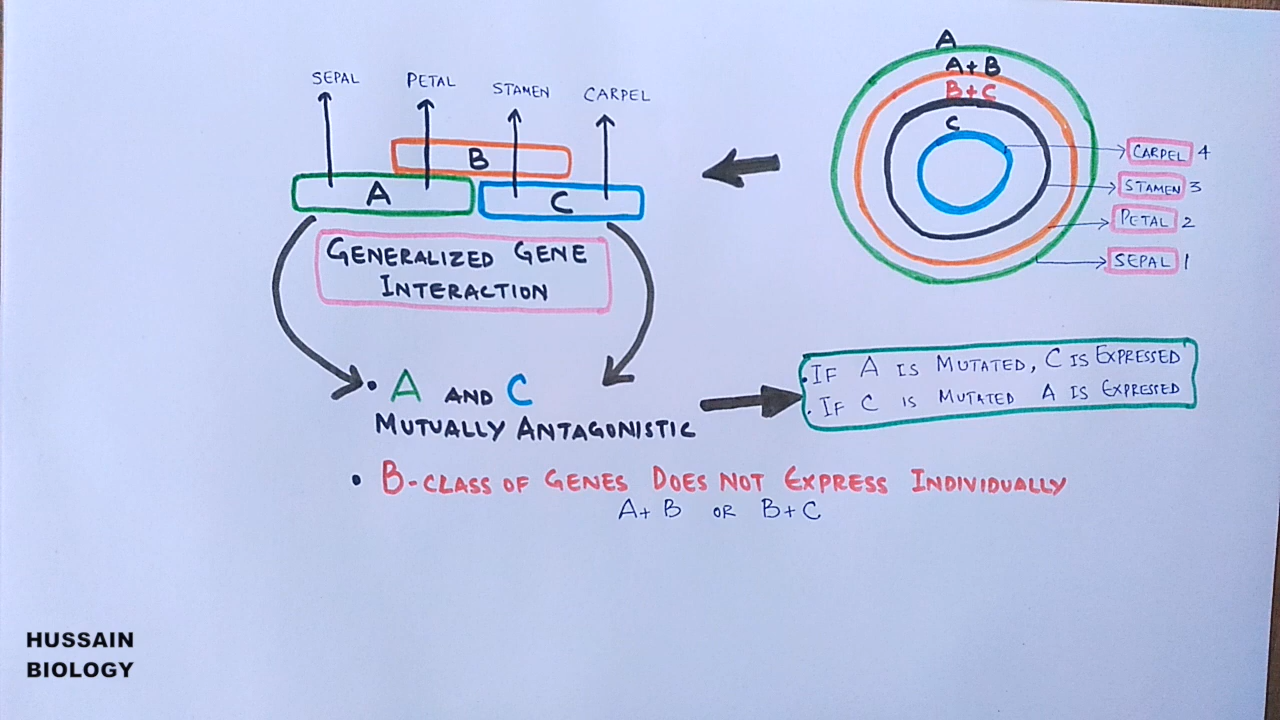 SEPAL
PETAL
STAMEN
CARPEL
B
A
C
GENERALIZED GENE
INTERACTION
A
A+B
B+C
C
CARPEL 4
STAMEN 3
PETAL 2
SEPAL 1
• A AND C
MUTUALLY ANTAGONISTIC
• IF A IS MUTATED, C IS EXPRESSED
• IF C IS MUTATED A IS EXPRESSED
• B-CLASS OF GENES DOES NOT EXPRESS INDIVIDUALLY
A+B OR B+C
HUSSAIN
BIOLOGY